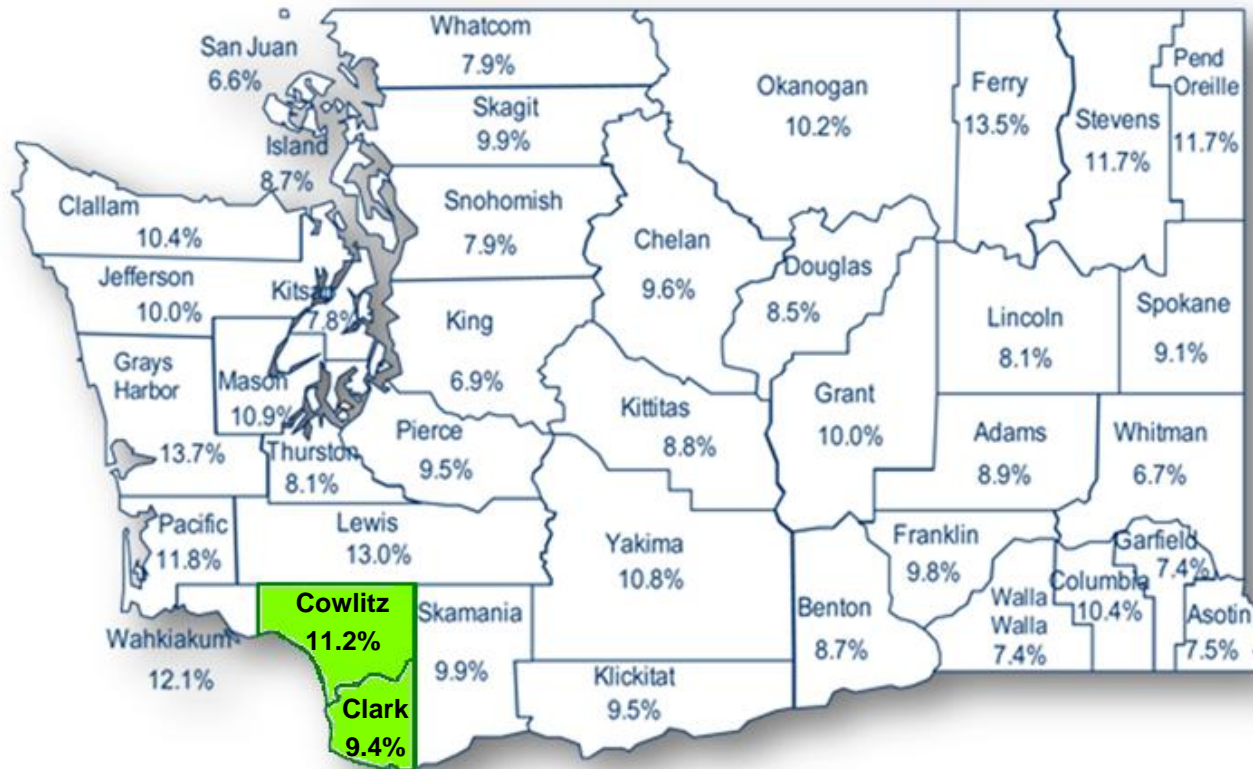 San Juan
6.6%
Whatcom
7.9%
Skagit
9.9%
Island
8.7%
Snohomish
7.9%
Okanogan
10.2%
Ferry
13.5%
Stevens
11.7%
Pend
Oreille
11.7%
Clallam
10.4%
Jefferson
10.0%
Kitsap
7.8%
King
6.9%
Chelan
9.6%
Douglas
8.5%
Lincoln
8.1%
Spokane
9.1%
Grays
Harbor
13.7%
Mason
10.9%
Thurston
8.1%
Pierce
9.5%
Kittitas
8.8%
Grant
10.0%
Adams
8.9%
Whitman
6.7%
Pacific
11.8%
Lewis
13.0%
Yakima
10.8%
Benton
8.7%
Franklin
9.8%
Walla
Walla
7.4%
Columbia
10.4%
Garfield
7.4%
Asotin
7.5%
Wahkiakum
12.1%
Cowlitz
11.2%
Clark
9.4%
Skamania
9.9%
Klickitat
9.5%